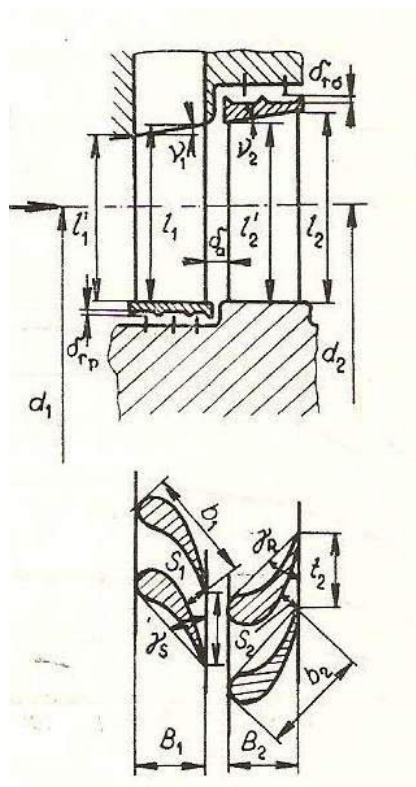 δrσ
ν₁
ν₂
l₁'
l₁
δa
l₂'
l₂
δrp
d₁
d₂
b₁
γR
S₁
t₂
γs
S₂
b₂
B₁
B₂